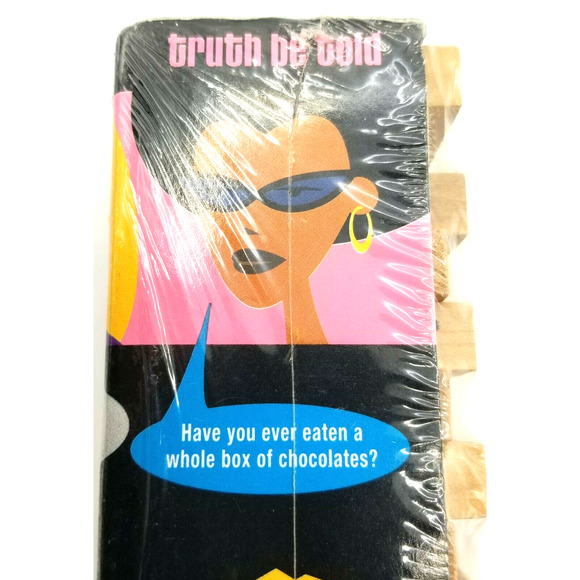 truth be told
Have you ever eaten a
whole box of chocolates?